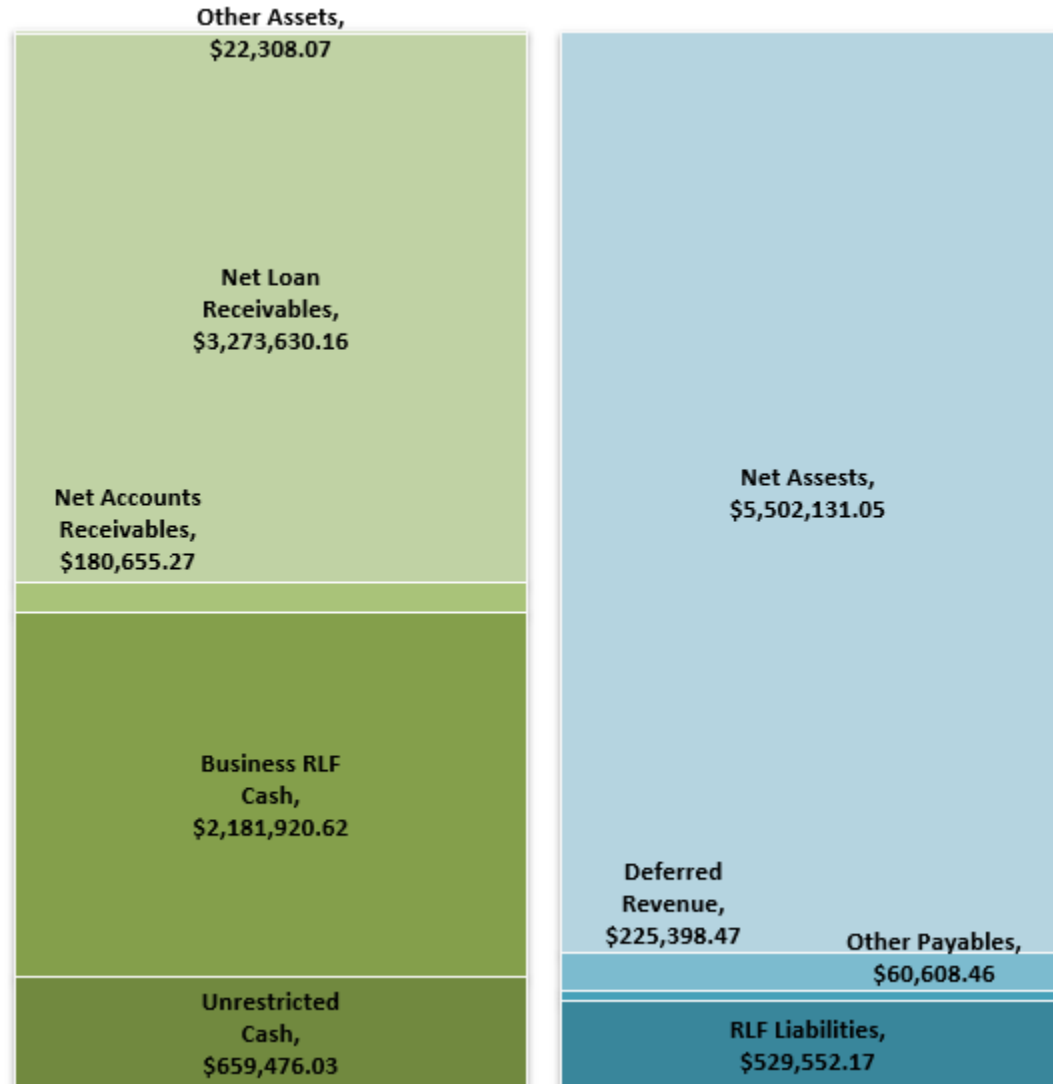 Other Assets,
$22,308.07
Net Loan
Receivables,
$3,273,630.16
Net Accounts
Receivables,
$180,655.27
Business RLF
Cash,
$2,181,920.62
Unrestricted
Cash,
$659,476.03
Net Assests,
$5,502,131.05
Deferred
Revenue,
$225,398.47
Other Payables,
$60,608.46
RLF Liabilities,
$529,552.17